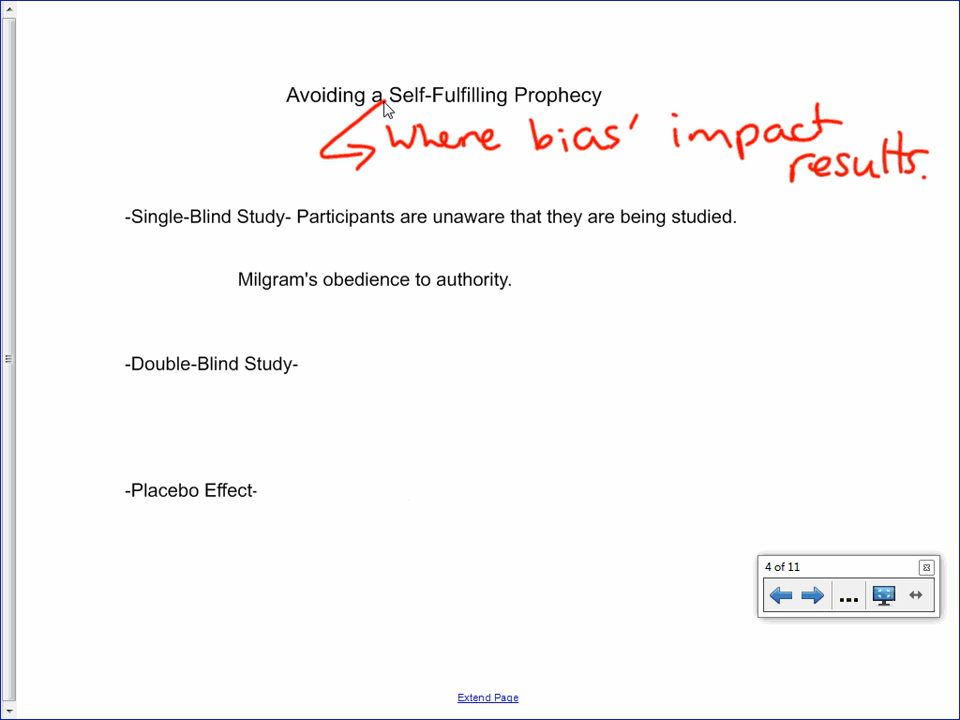 Avoiding a Self-Fulfilling Prophecy
where bias' impact
results.
-Single-Blind Study- Participants are unaware that they are being studied.
Milgram's obedience to authority.
-Double-Blind Study-
-Placebo Effect-
4 of 11
...
Extend Page